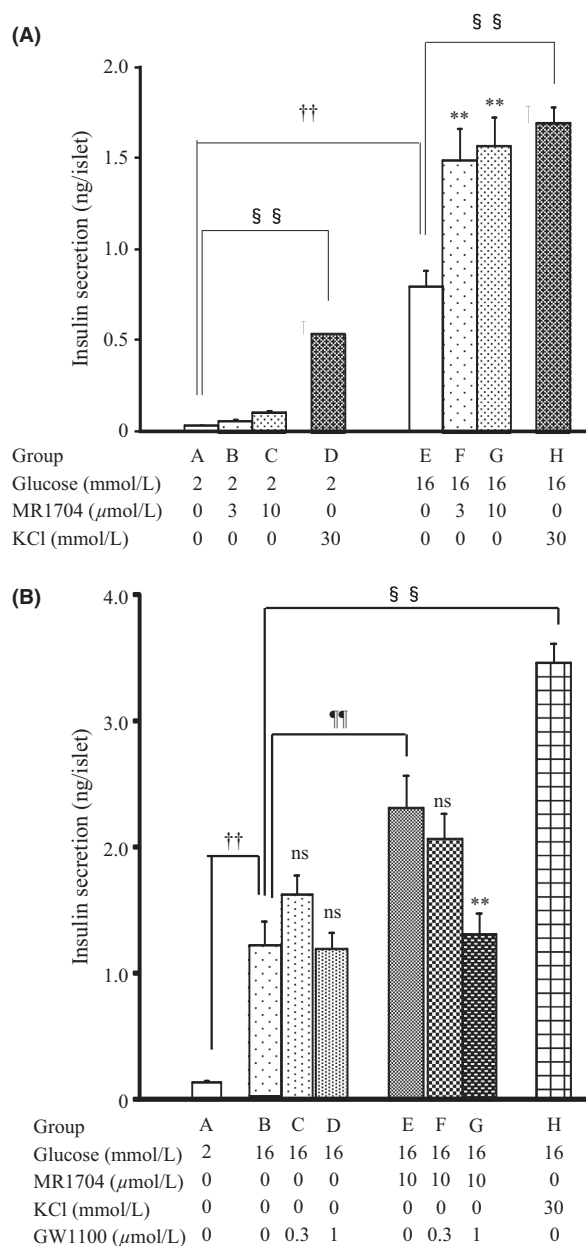 (A)
§ §
2.0
** **
††
1.5
§ §
1.0
0.5
0
Insulin secretion (ng/islet)
Group A B C D E F G H
Glucose (mmol/L) 2 2 2 2 16 16 16 16
MR1704 (µmol/L) 0 3 10 0 0 3 10 0
KCl (mmol/L) 0 0 0 30 0 0 0 30
(B)
4.0
§ §
¶¶
3.0
ns
††
ns
2.0
ns
**
1.0
0
Insulin secretion (ng/islet)
Group A B C D E F G H
Glucose (mmol/L) 2 16 16 16 16 16 16 16
MR1704 (µmol/L) 0 0 0 0 10 10 10 0
KCl (mmol/L) 0 0 0 0 0 0 0 30
GW1100 (µmol/L) 0 0 0.3 1 0 0.3 1 0